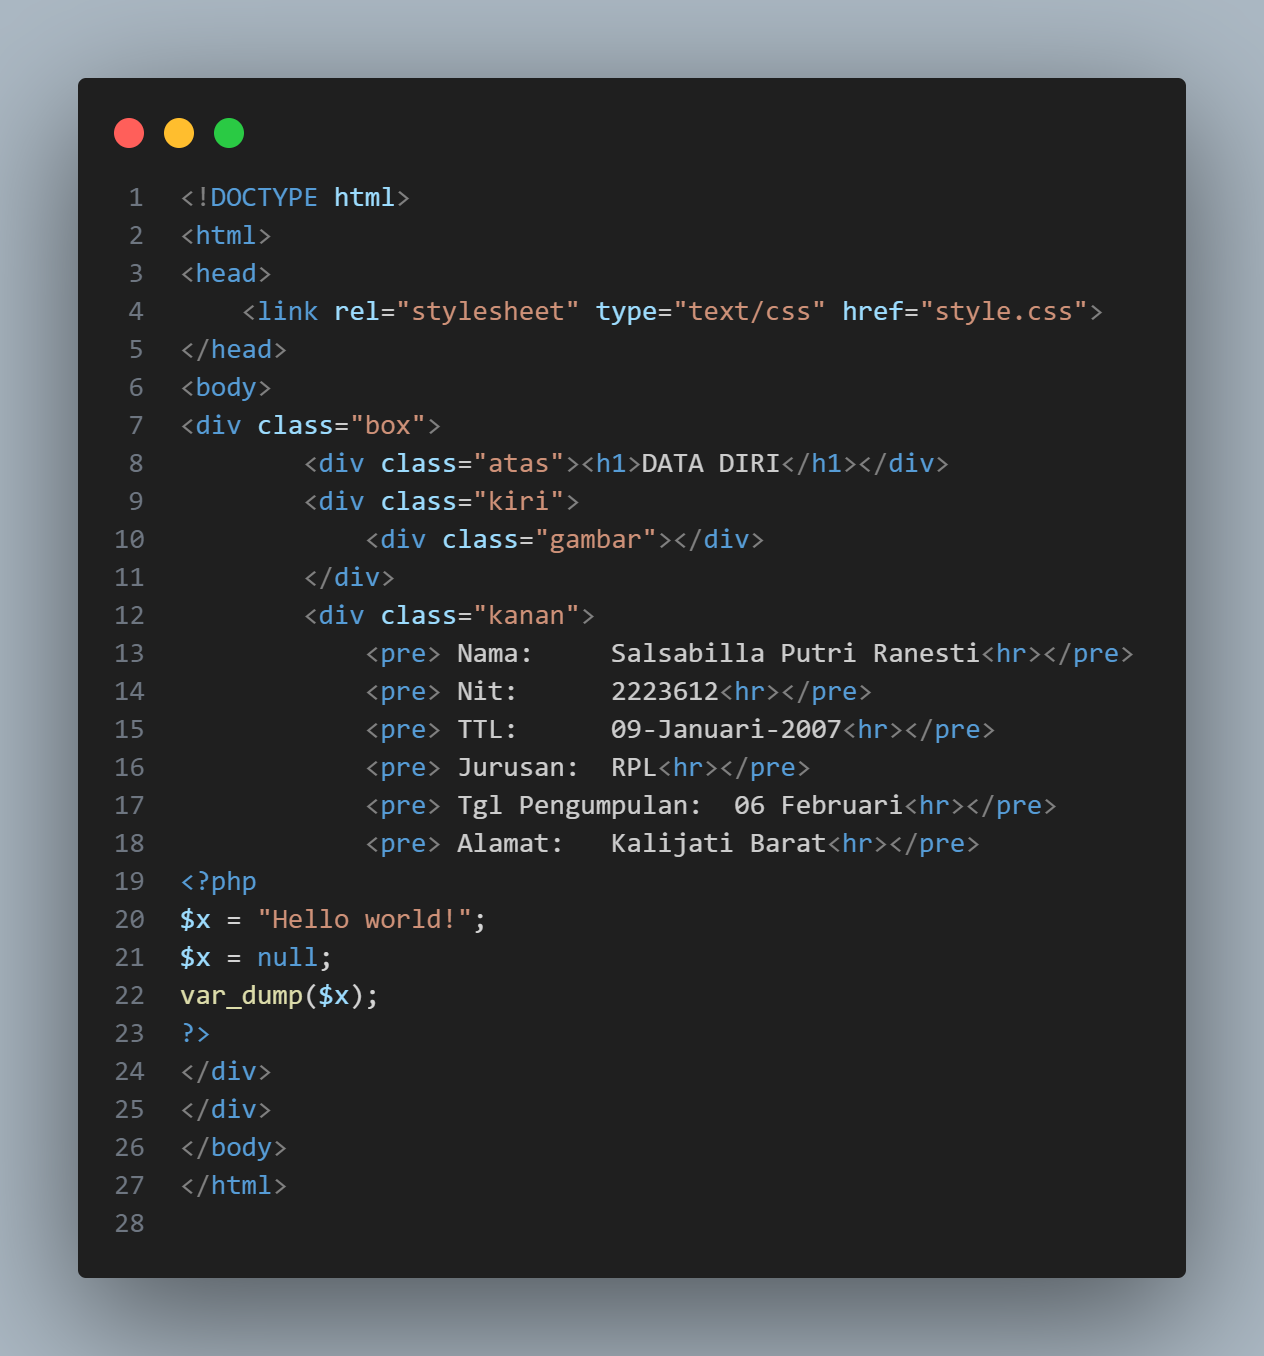 1 <!DOCTYPE html>
2 <html>
3 <head>
4     <link rel="stylesheet" type="text/css" href="style.css">
5 </head>
6 <body>
7 <div class="box">
8         <div class="atas"><h1>DATA DIRI</h1></div>
9         <div class="kiri">
10             <div class="gambar"></div>
11         </div>
12         <div class="kanan">
13             <pre> Nama:     Salsabilla Putri Ranesti<hr></pre>
14             <pre> Nit:      2223612<hr></pre>
15             <pre> TTL:      09-Januari-2007<hr></pre>
16             <pre> Jurusan:  RPL<hr></pre>
17             <pre> Tgl Pengumpulan:  06 Februari<hr></pre>
18             <pre> Alamat:   Kalijati Barat<hr></pre>
19 <?php
20 $x = "Hello world!";
21 $x = null;
22 var_dump($x);
23 ?>
24 </div>
25 </div>
26 </body>
27 </html>
28